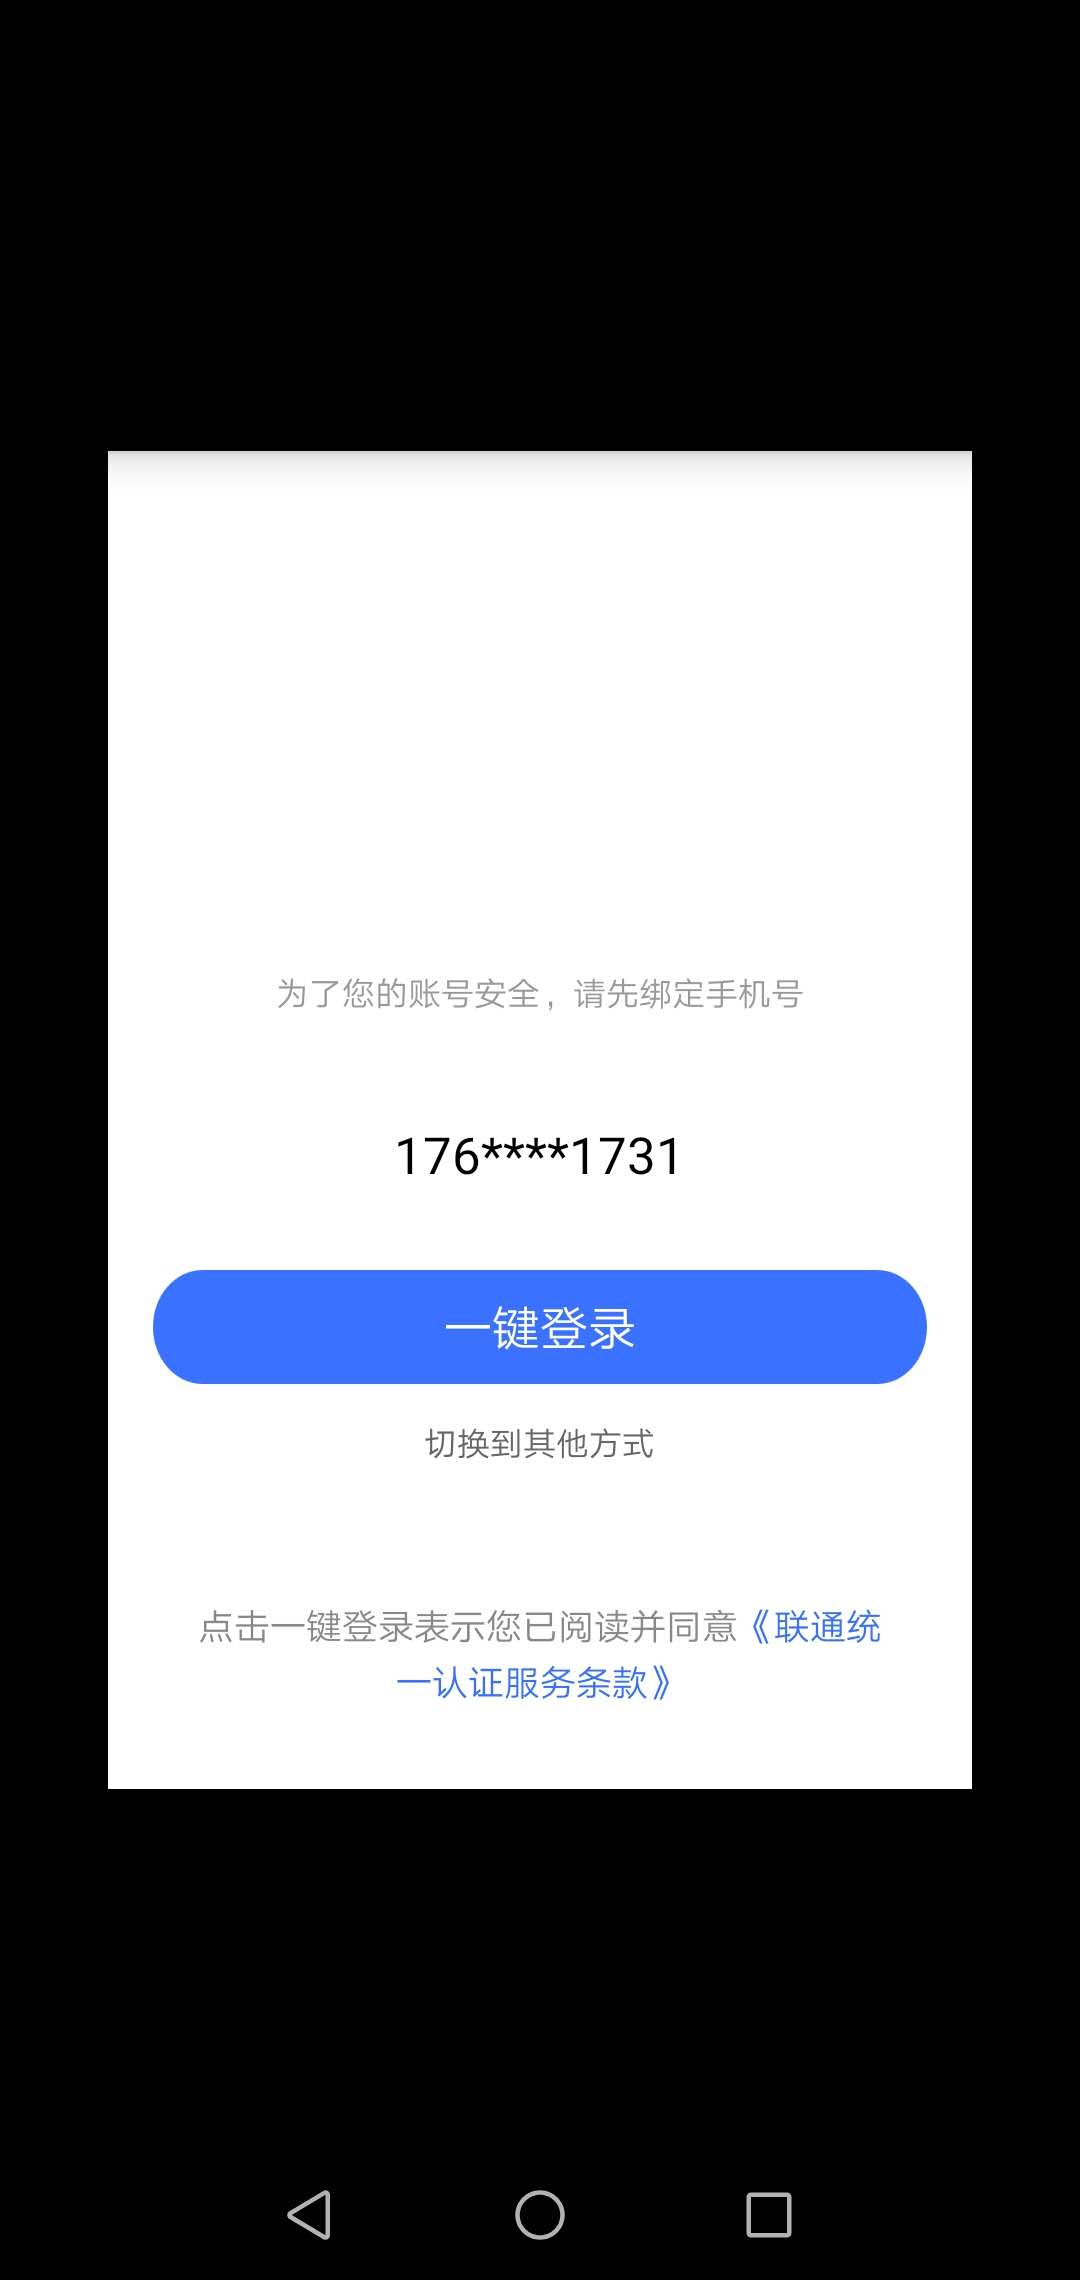 为了您的账号安全，请先绑定手机号
176****1731
一键登录
切换到其他方式
点击一键登录表示您已阅读并同意《联通统
一认证服务条款》